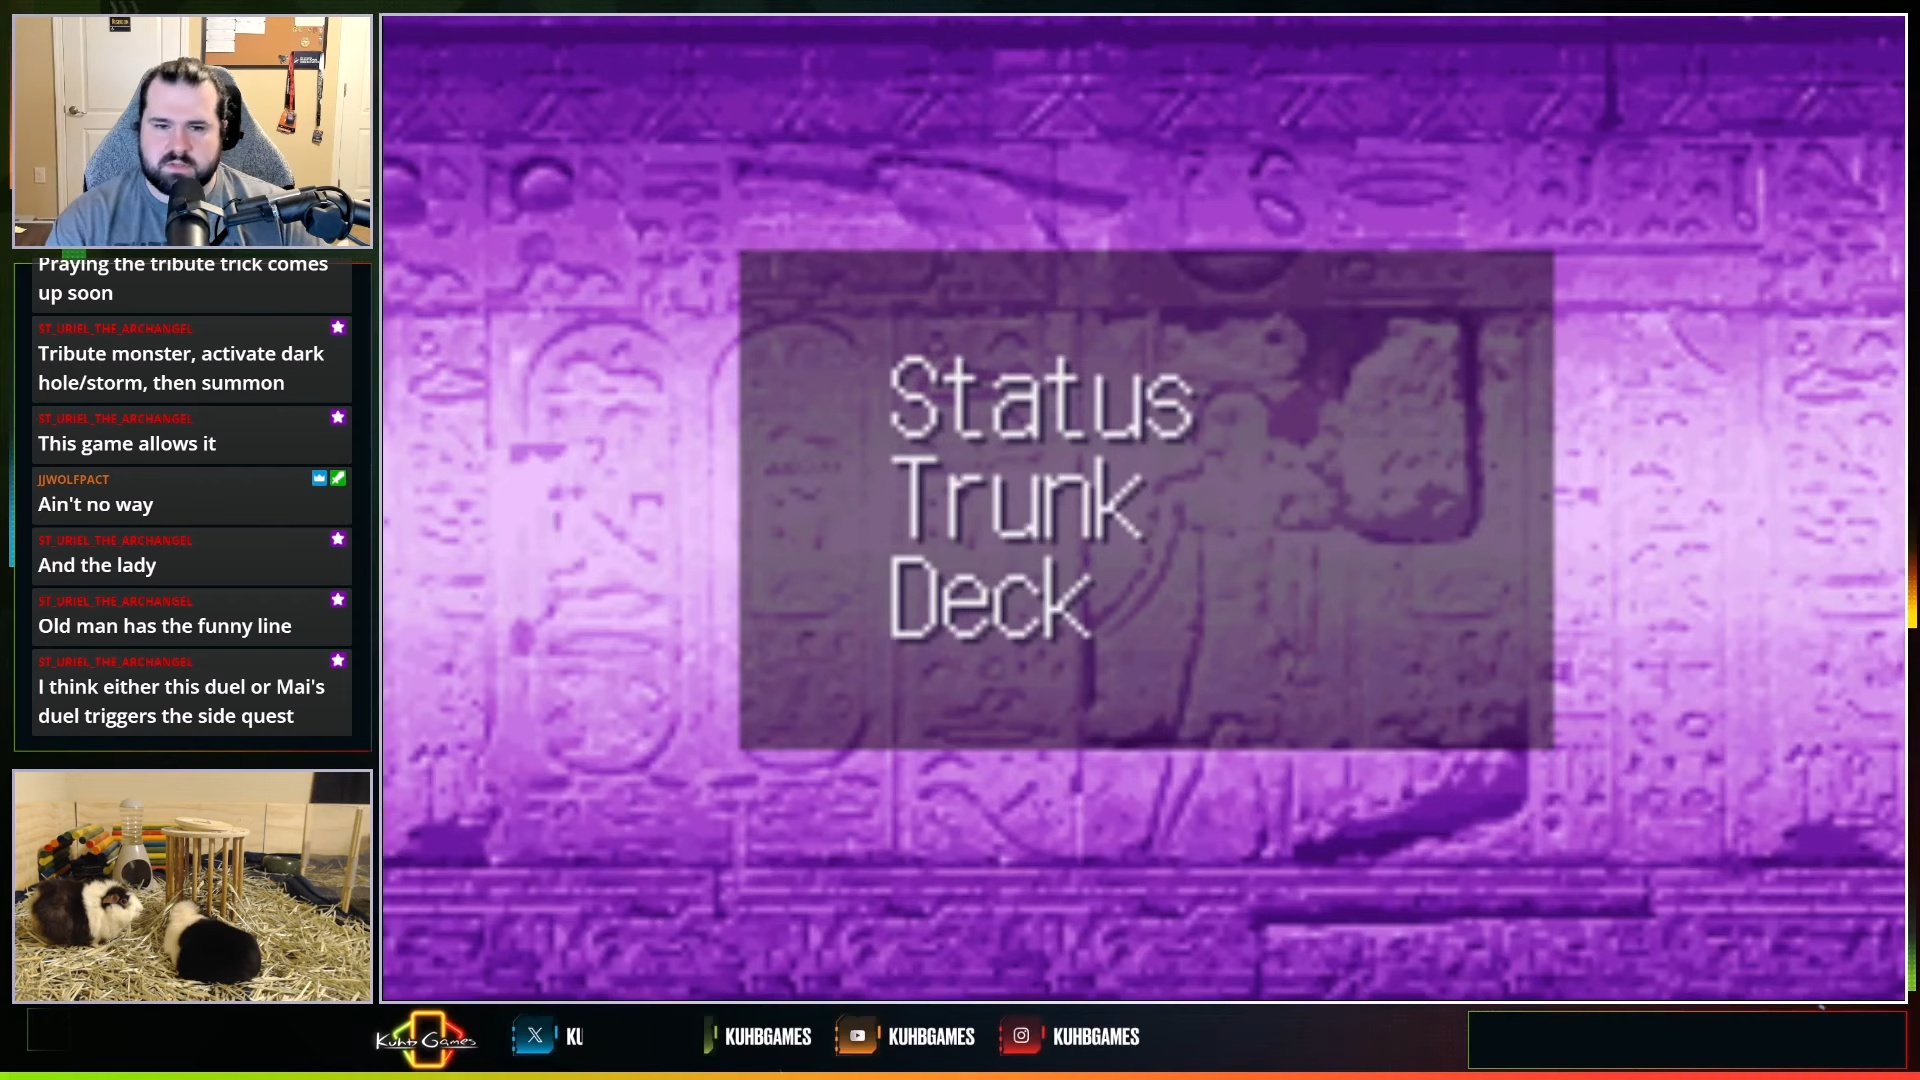 Praying the tribute trick comes
up soon
ST_URIEL_THE_ARCHANGEL
Tribute monster, activate dark
hole/storm, then summon
ST_URIEL_THE_ARCHANGEL
This game allows it
JJWOLFPACT
Ain't no way
ST_URIEL_THE_ARCHANGEL
And the lady
ST_URIEL_THE_ARCHANGEL
Old man has the funny line
ST_URIEL_THE_ARCHANGEL
I think either this duel or Mai's
duel triggers the side quest
Status
Trunk
Deck
Kuhb Games
KU
KUHBGAMES
KUHBGAMES
KUHBGAMES